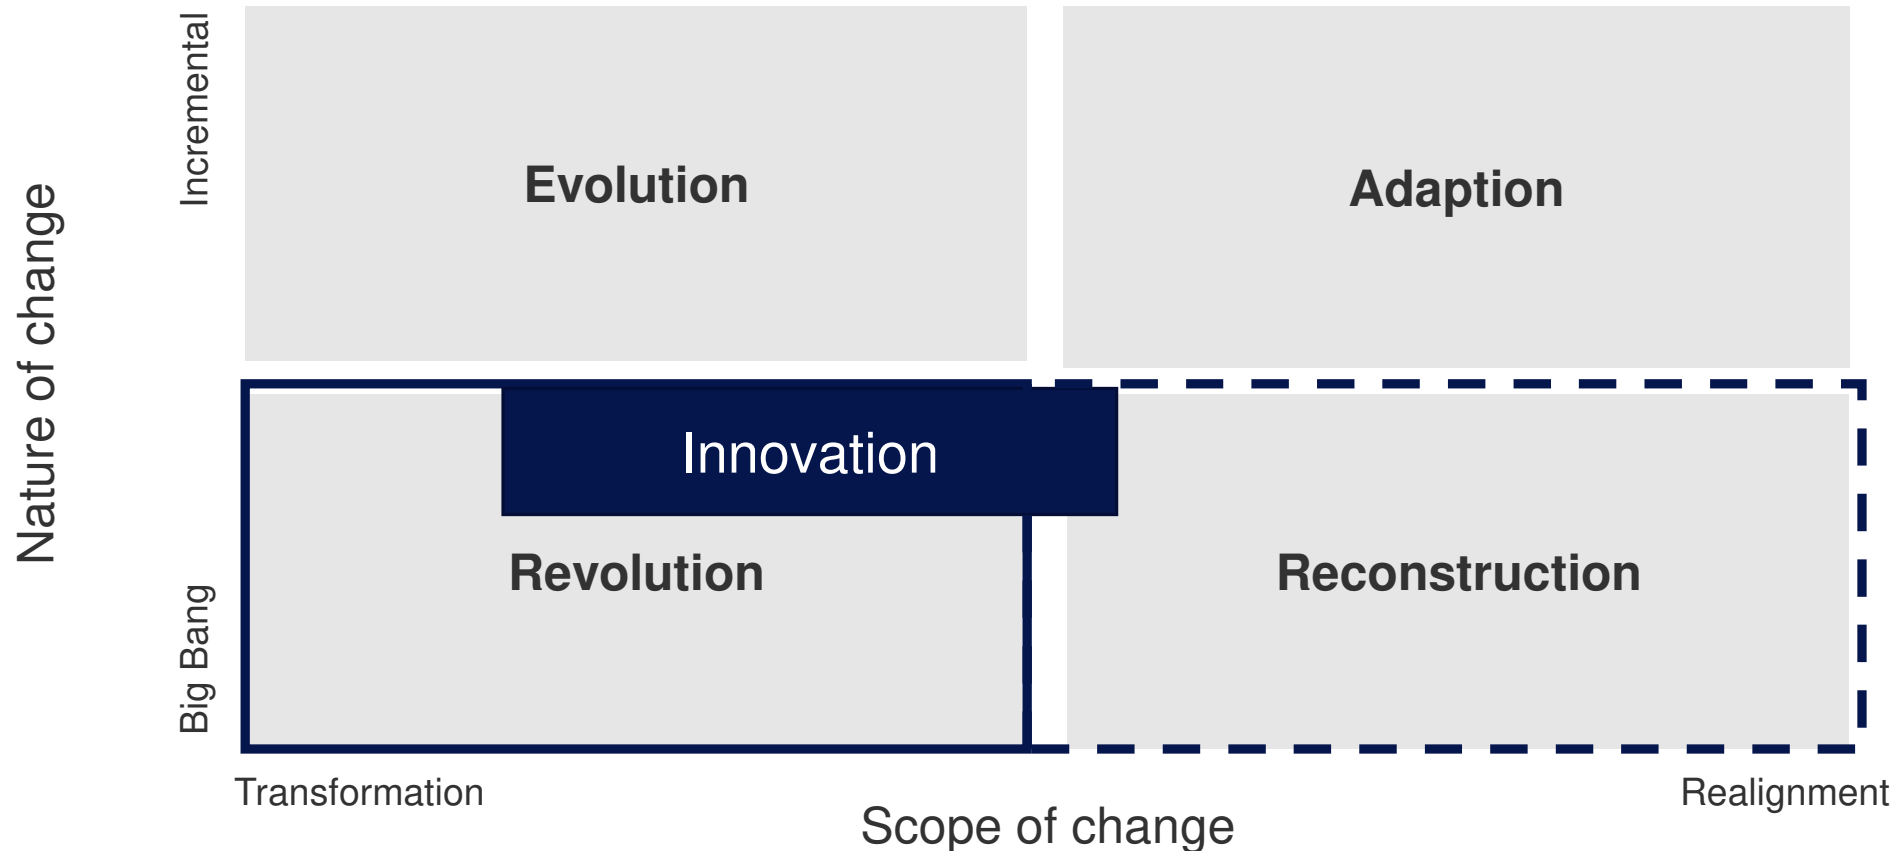 Nature of change
Incremental
Big Bang
Evolution
Adaption
Innovation
Revolution
Reconstruction
Transformation
Realignment
Scope of change